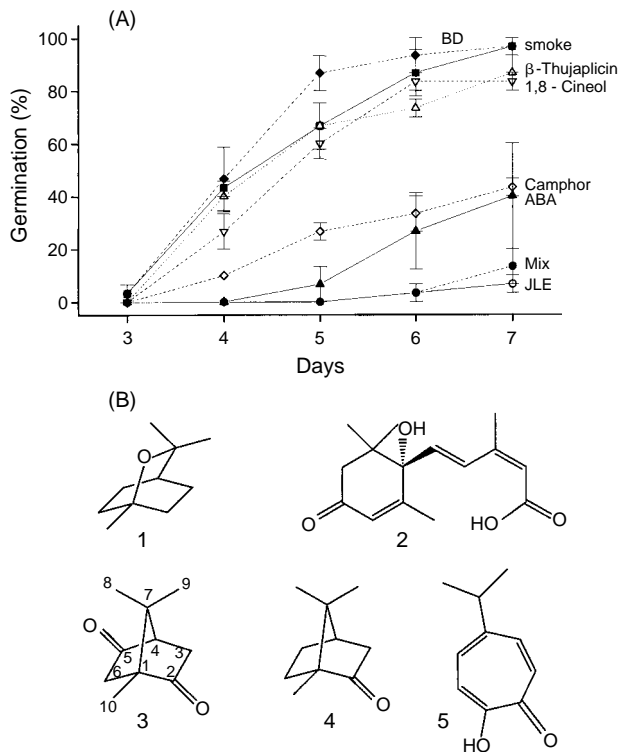 (A)
Germination (%)
100
80
60
40
20
0
BD
smoke
β-Thujaplicin
1,8 - Cineol
Camphor
ABA
Mix
JLE
3 4 5 6 7
Days
(B)
O
1
OH
O
HO
O
2
8 7 9
O
5 4 3
6 1 2
10
O
3
O
4
HO
O
5